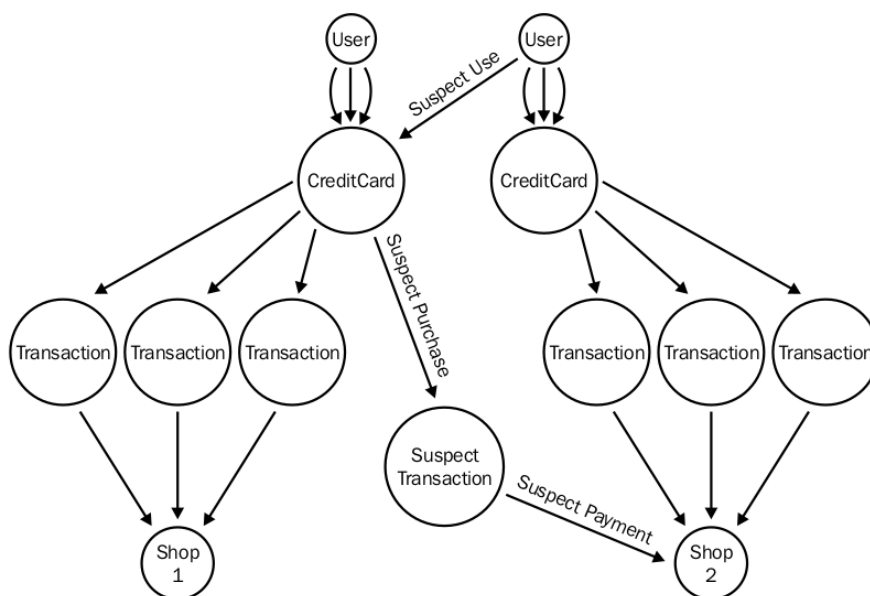 User
User
Suspect Use
CreditCard
CreditCard
Suspect Purchase
Transaction
Transaction
Transaction
Transaction
Transaction
Transaction
Suspect
Transaction
Suspect Payment
Shop
1
Shop
2